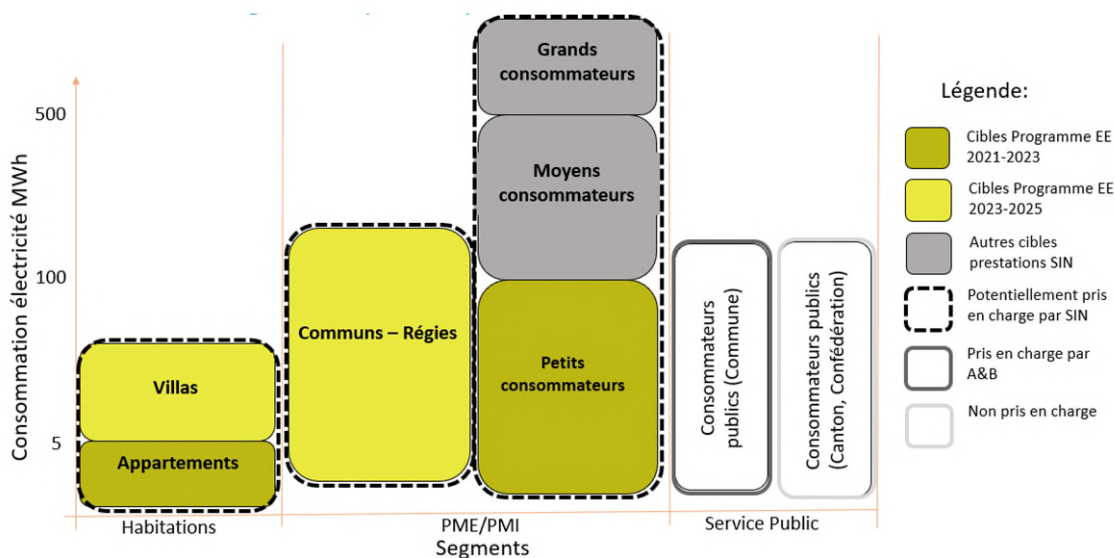 Consommation électricité MWh
500
100
5
Grands
consommateurs
Moyens
consommateurs
Communs – Régies
Petits
consommateurs
Villas
Appartements
Consommateurs
publics (Commune)
Consommateurs publics
(Canton, Confédération)
Habitations
PME/PMI
Service Public
Segments
Légende:
Cibles Programme EE
2021-2023
Cibles Programme EE
2023-2025
Autres cibles
prestations SIN
Potentiellement pris
en charge par SIN
Pris en charge par
A&B
Non pris en charge